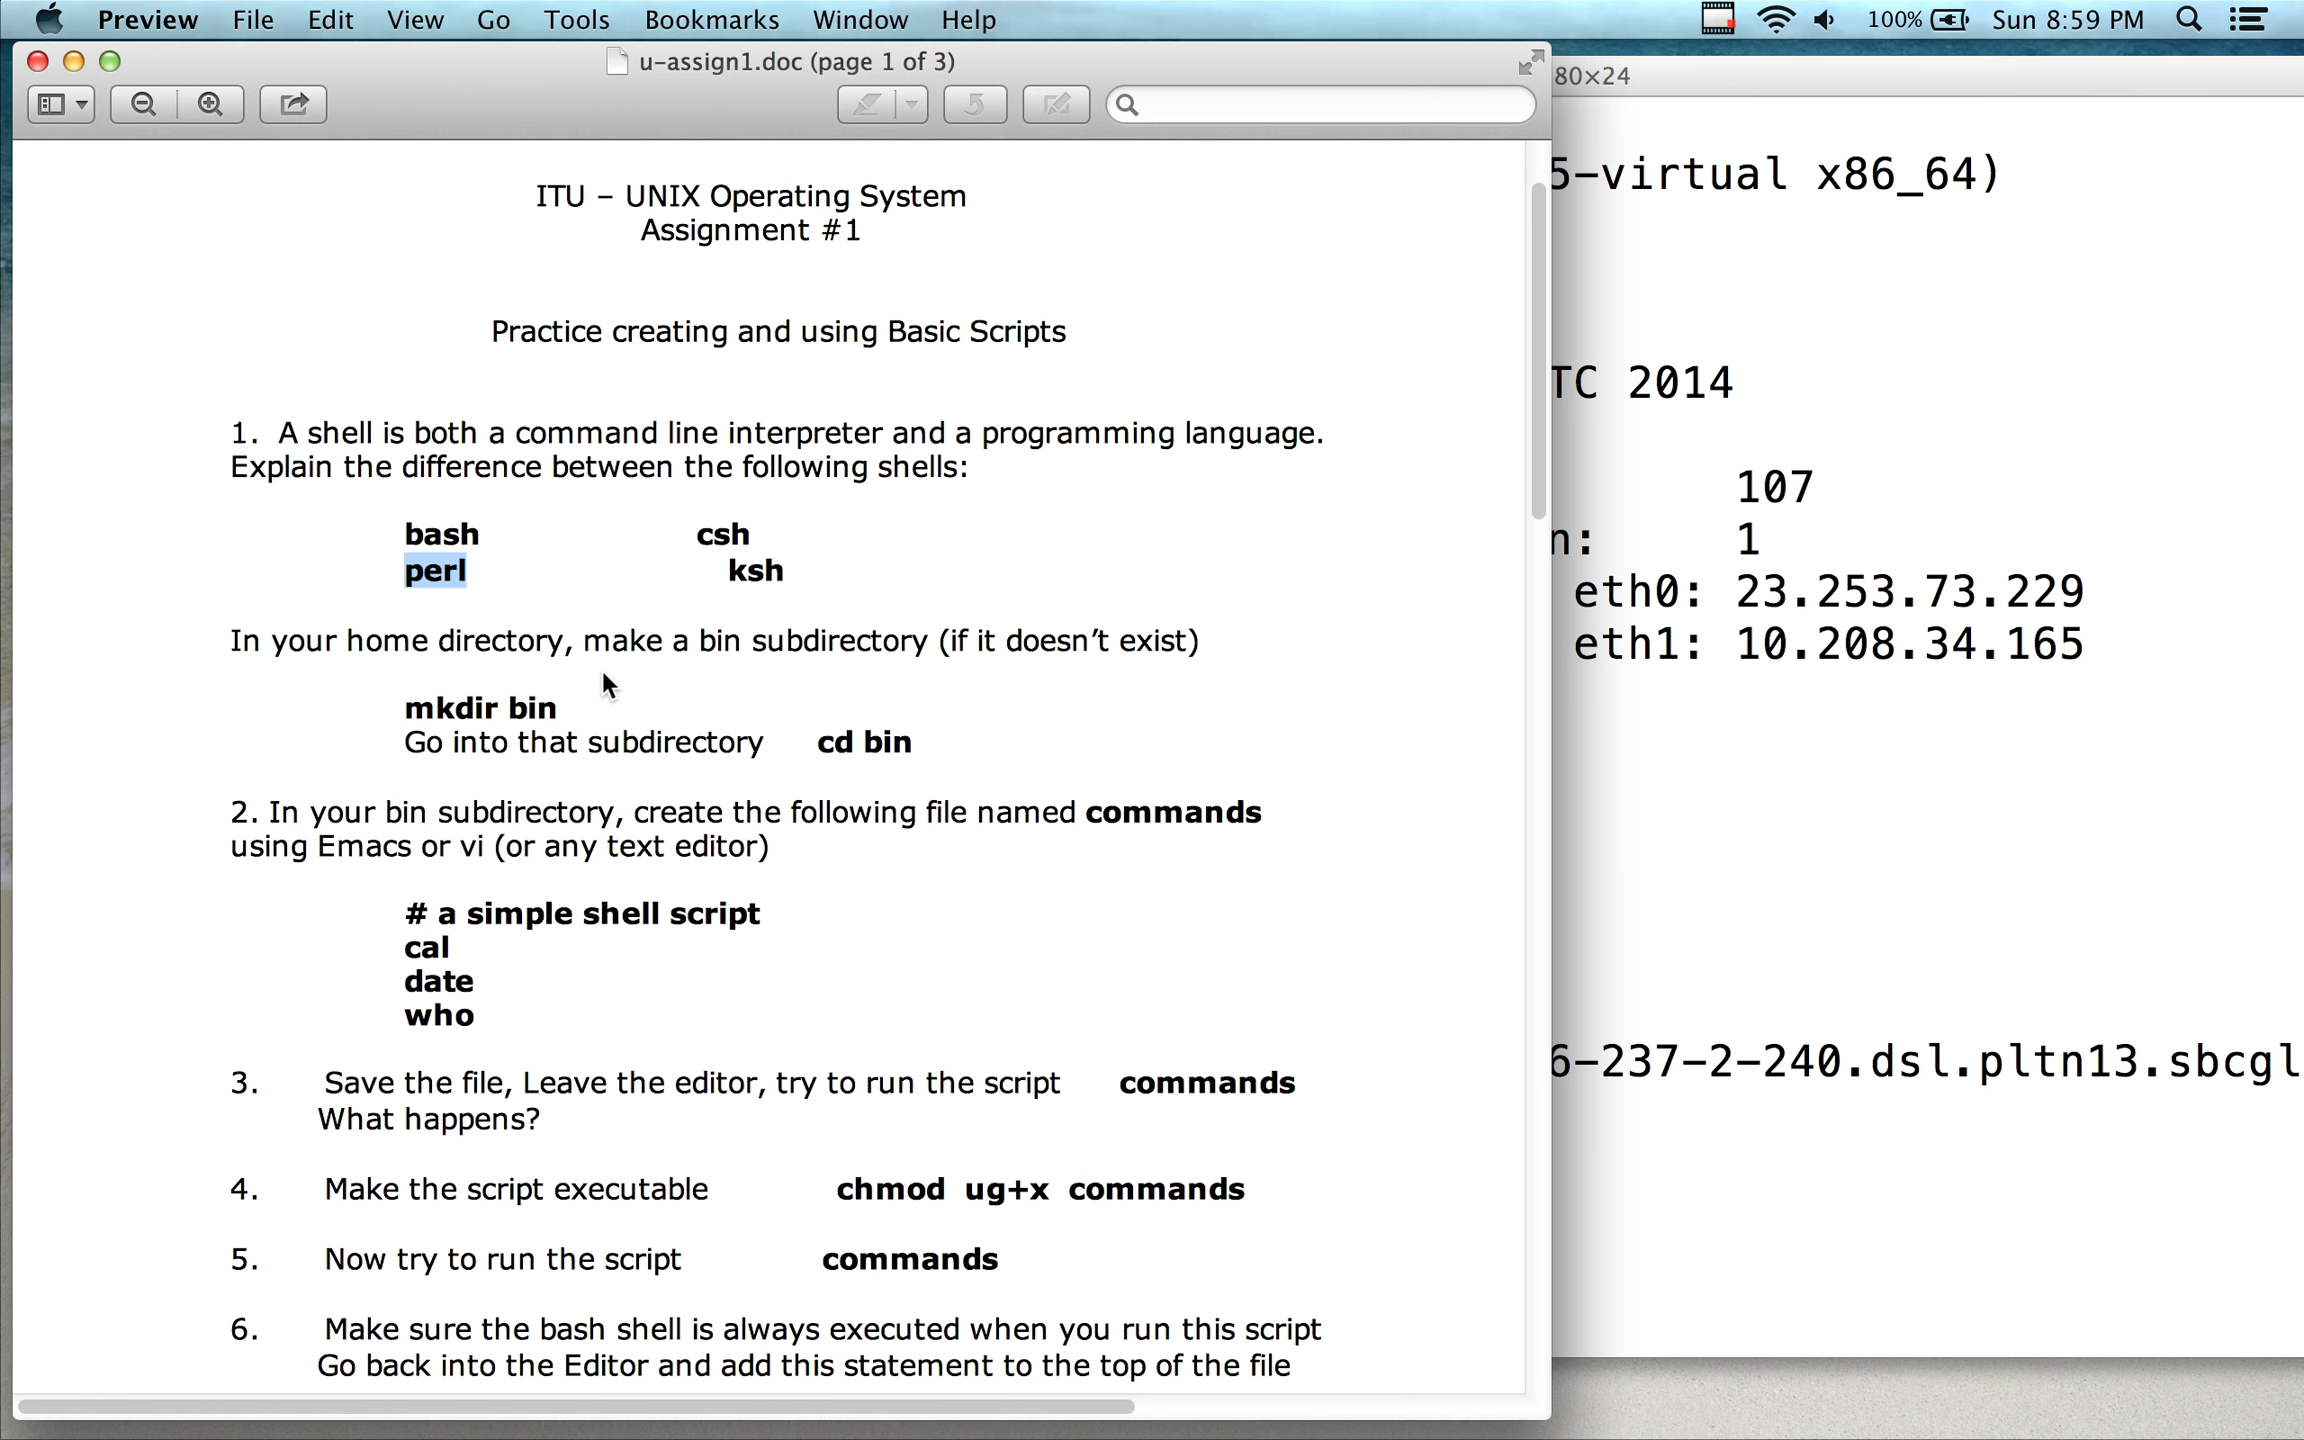 Preview File Edit View Go Tools Bookmarks Window Help 100% Sun 8:59 PM
u-assign1.doc (page 1 of 3)
80×24
ITU – UNIX Operating System
Assignment #1
Practice creating and using Basic Scripts
1. A shell is both a command line interpreter and a programming language.
Explain the difference between the following shells:
bash csh
perl ksh
In your home directory, make a bin subdirectory (if it doesn't exist)
mkdir bin
Go into that subdirectory cd bin
2. In your bin subdirectory, create the following file named commands
using Emacs or vi (or any text editor)
# a simple shell script
cal
date
who
3. Save the file, Leave the editor, try to run the script commands
What happens?
4. Make the script executable chmod ug+x commands
5. Now try to run the script commands
6. Make sure the bash shell is always executed when you run this script
Go back into the Editor and add this statement to the top of the file
5-virtual x86_64)
TC 2014
107
n: 1
eth0: 23.253.73.229
eth1: 10.208.34.165
6-237-2-240.dsl.pltn13.sbcgl